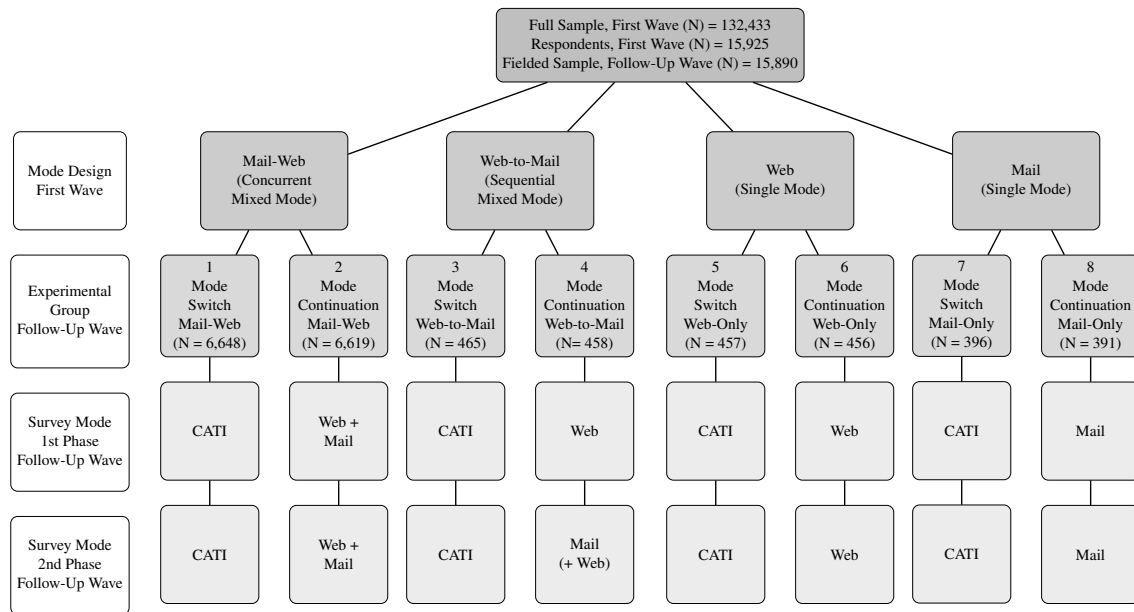 Full Sample, First Wave (N) = 132,433
Respondents, First Wave (N) = 15,925
Fielded Sample, Follow-Up Wave (N) = 15,890
Mode Design
First Wave
Mail-Web
(Concurrent
Mixed Mode)
Web-to-Mail
(Sequential
Mixed Mode)
Web
(Single Mode)
Mail
(Single Mode)
Experimental
Group
Follow-Up Wave
1
Mode
Switch
Mail-Web
(N = 6,648)
2
Mode
Continuation
Mail-Web
(N = 6,619)
3
Mode
Switch
Web-to-Mail
(N = 465)
4
Mode
Continuation
Web-to-Mail
(N= 458)
5
Mode
Switch
Web-Only
(N = 457)
6
Mode
Continuation
Web-Only
(N = 456)
7
Mode
Switch
Mail-Only
(N = 396)
8
Mode
Continuation
Mail-Only
(N = 391)
Survey Mode
1st Phase
Follow-Up Wave
CATI
Web +
Mail
CATI
Web
CATI
Web
CATI
Mail
Survey Mode
2nd Phase
Follow-Up Wave
CATI
Web +
Mail
CATI
Mail
(+ Web)
CATI
Web
CATI
Mail